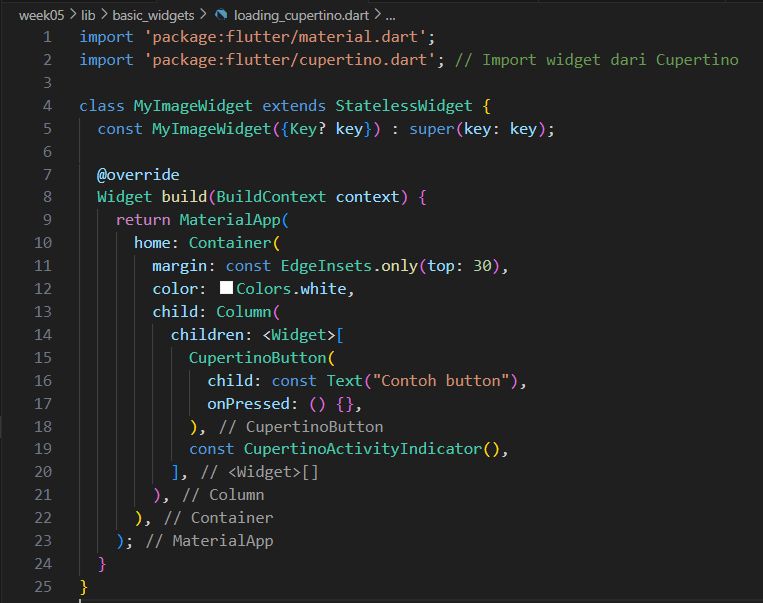 week05 > lib > basic_widgets > loading_cupertino.dart > ...
1 import 'package:flutter/material.dart';
2 import 'package:flutter/cupertino.dart'; // Import widget dari Cupertino
3
4 class MyImageWidget extends StatelessWidget {
5   const MyImageWidget({Key? key}) : super(key: key);
6
7   @override
8   Widget build(BuildContext context) {
9     return MaterialApp(
10       home: Container(
11         margin: const EdgeInsets.only(top: 30),
12         color: Colors.white,
13         child: Column(
14           children: <Widget>[
15             CupertinoButton(
16               child: const Text("Contoh button"),
17               onPressed: () {},
18             ), // CupertinoButton
19             const CupertinoActivityIndicator(),
20           ], // <Widget>[]
21         ), // Column
22       ), // Container
23     ); // MaterialApp
24   }
25 }